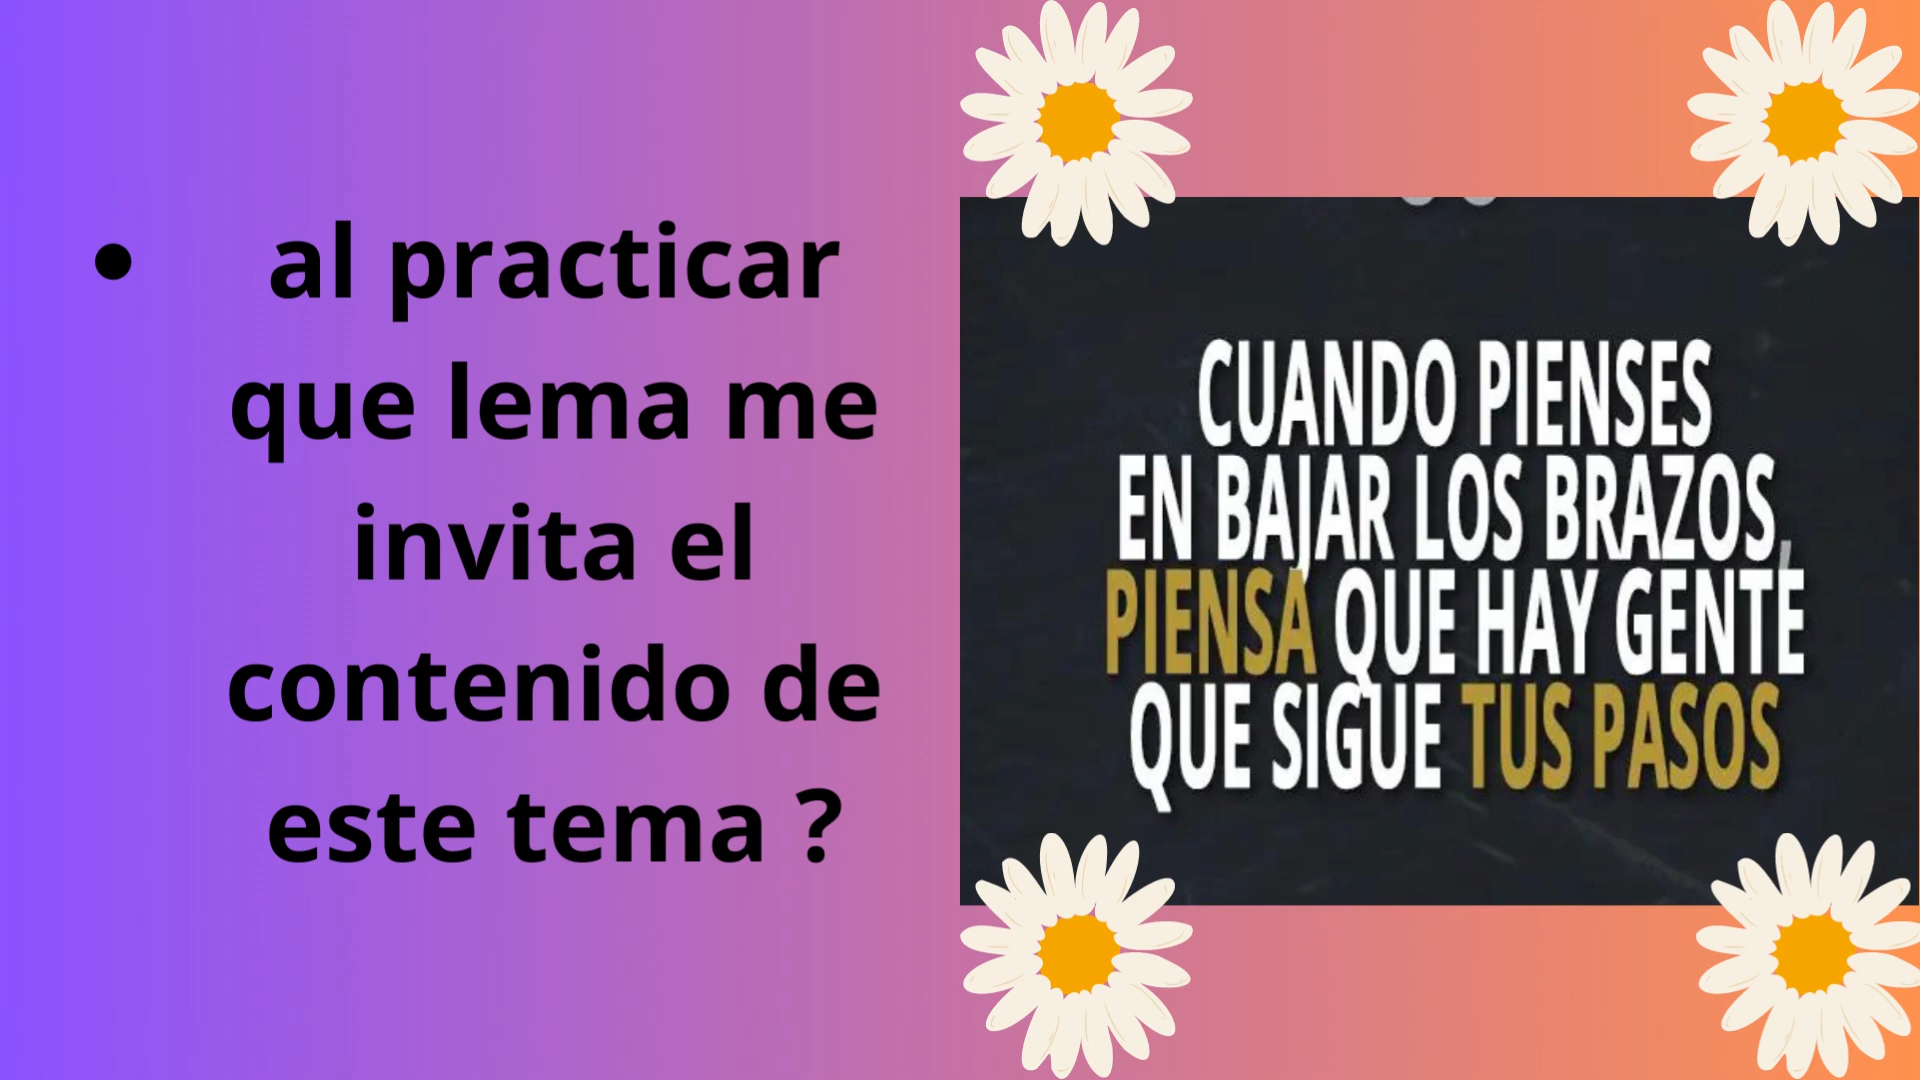 • al practicar
que lema me
invita el
contenido de
este tema ?
CUANDO PIENSES
EN BAJAR LOS BRAZOS,
PIENSA QUE HAY GENTE
QUE SIGUE TUS PASOS